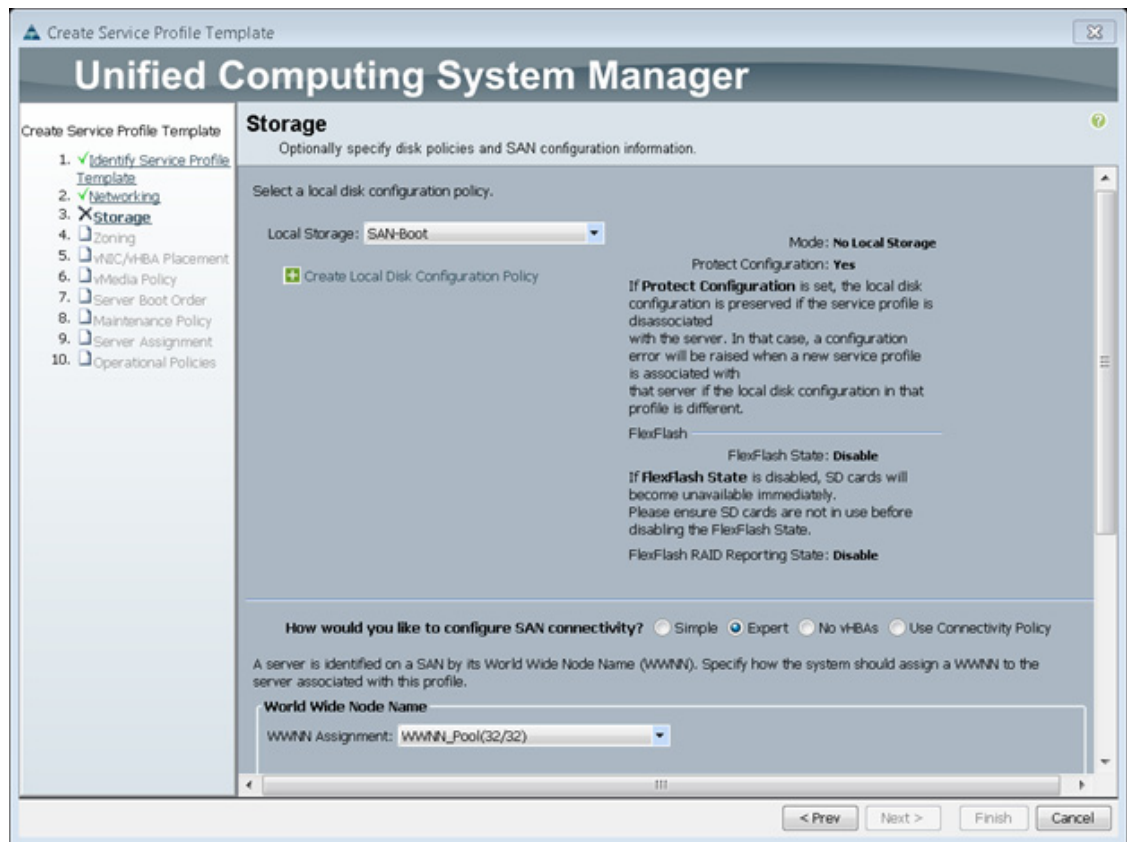 Create Service Profile Template
Unified Computing System Manager
Create Service Profile Template
1. Identify Service Profile
Template
2. Networking
3. Storage
4. Zoning
5. vNIC/vHBA Placement
6. vMedia Policy
7. Server Boot Order
8. Maintenance Policy
9. Server Assignment
10. Operational Policies
Storage
Optionally specify disk policies and SAN configuration information.
Select a local disk configuration policy.
Local Storage: SAN-Boot
Create Local Disk Configuration Policy
Mode: No Local Storage
Protect Configuration: Yes
If Protect Configuration is set, the local disk
configuration is preserved if the service profile is
disassociated
with the server. In that case, a configuration
error will be raised when a new service profile
is associated with
that server if the local disk configuration in that
profile is different.
FlexFlash
FlexFlash State: Disable
If FlexFlash State is disabled, SD cards will
become unavailable immediately.
Please ensure SD cards are not in use before
disabling the FlexFlash State.
FlexFlash RAID Reporting State: Disable
How would you like to configure SAN connectivity? Simple Expert No vHBAs Use Connectivity Policy
A server is identified on a SAN by its World Wide Node Name (WWNN). Specify how the system should assign a WWNN to the
server associated with this profile.
World Wide Node Name
WWNN Assignment: WWNN_Pool(32/32)
< Prev Next > Finish Cancel